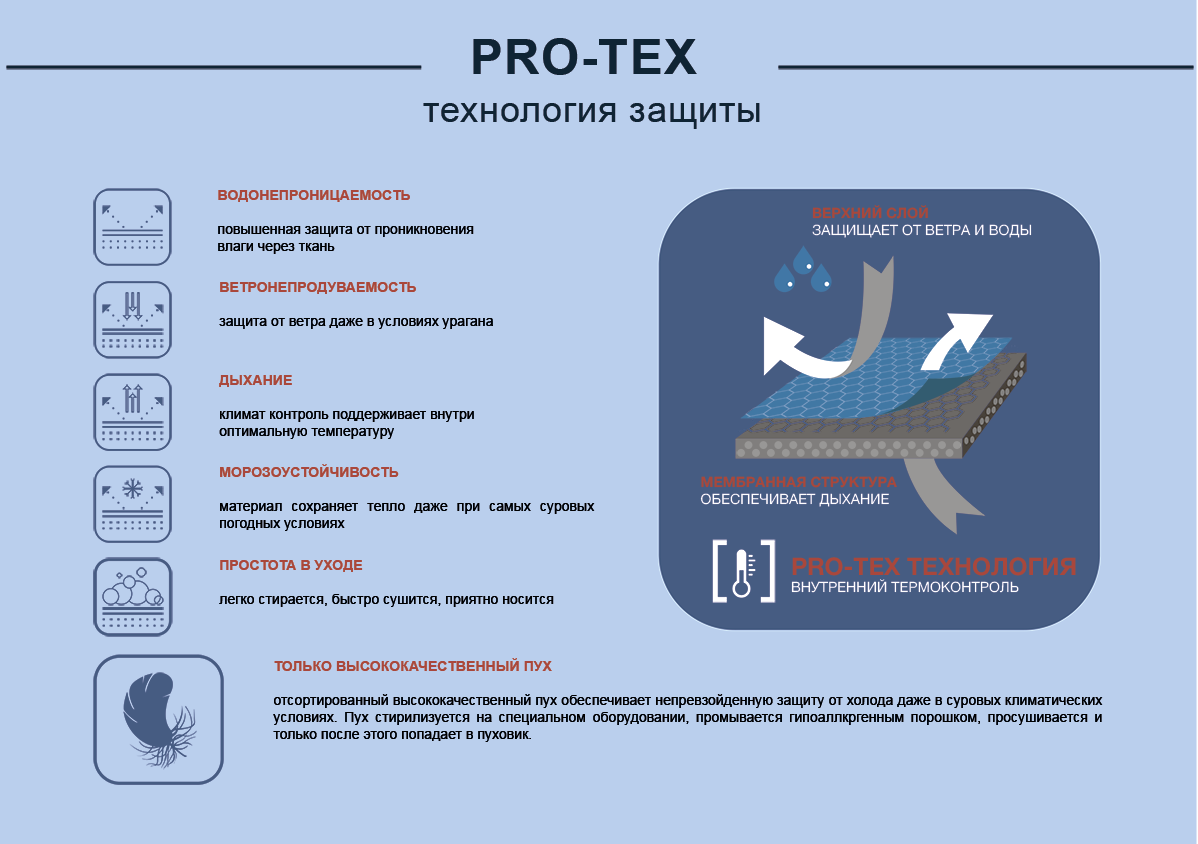 PRO-TEX
технология защиты
ВОДОНЕПРОНИЦАЕМОСТЬ
повышенная защита от проникновения
влаги через ткань
ВЕТРОНЕПРОДУВАЕМОСТЬ
защита от ветра даже в условиях урагана
ДЫХАНИЕ
климат контроль поддерживает внутри
оптимальную температуру
МОРОЗОУСТОЙЧИВОСТЬ
материал сохраняет тепло даже при самых суровых
погодных условиях
ПРОСТОТА В УХОДЕ
легко стирается, быстро сушится, приятно носится
ВЕРХНИЙ СЛОЙ
ЗАЩИЩАЕТ ОТ ВЕТРА И ВОДЫ
МЕМБРАННАЯ СТРУКТУРА
ОБЕСПЕЧИВАЕТ ДЫХАНИЕ
PRO-TEX ТЕХНОЛОГИЯ
ВНУТРЕННИЙ ТЕРМОКОНТРОЛЬ
ТОЛЬКО ВЫСОКОКАЧЕСТВЕННЫЙ ПУХ
отсортированный высококачественный пух обеспечивает непревзойденную защиту от холода даже в суровых климатических
условиях. Пух стирилизуется на специальном оборудовании, промывается гипоаллкргенным порошком, просушивается и
только после этого попадает в пуховик.